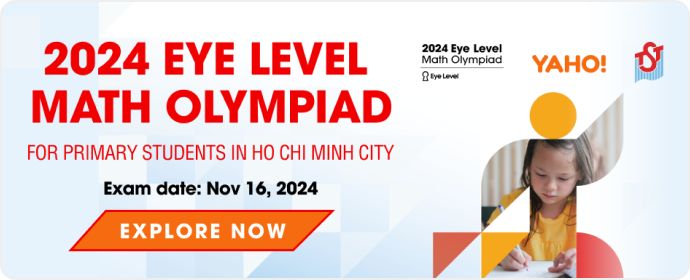 2024 EYE LEVEL
MATH OLYMPIAD
FOR PRIMARY STUDENTS IN HO CHI MINH CITY
Exam date: Nov 16, 2024
EXPLORE NOW
2024 Eye Level
Math Olympiad
Eye Level
YAHO!
TST